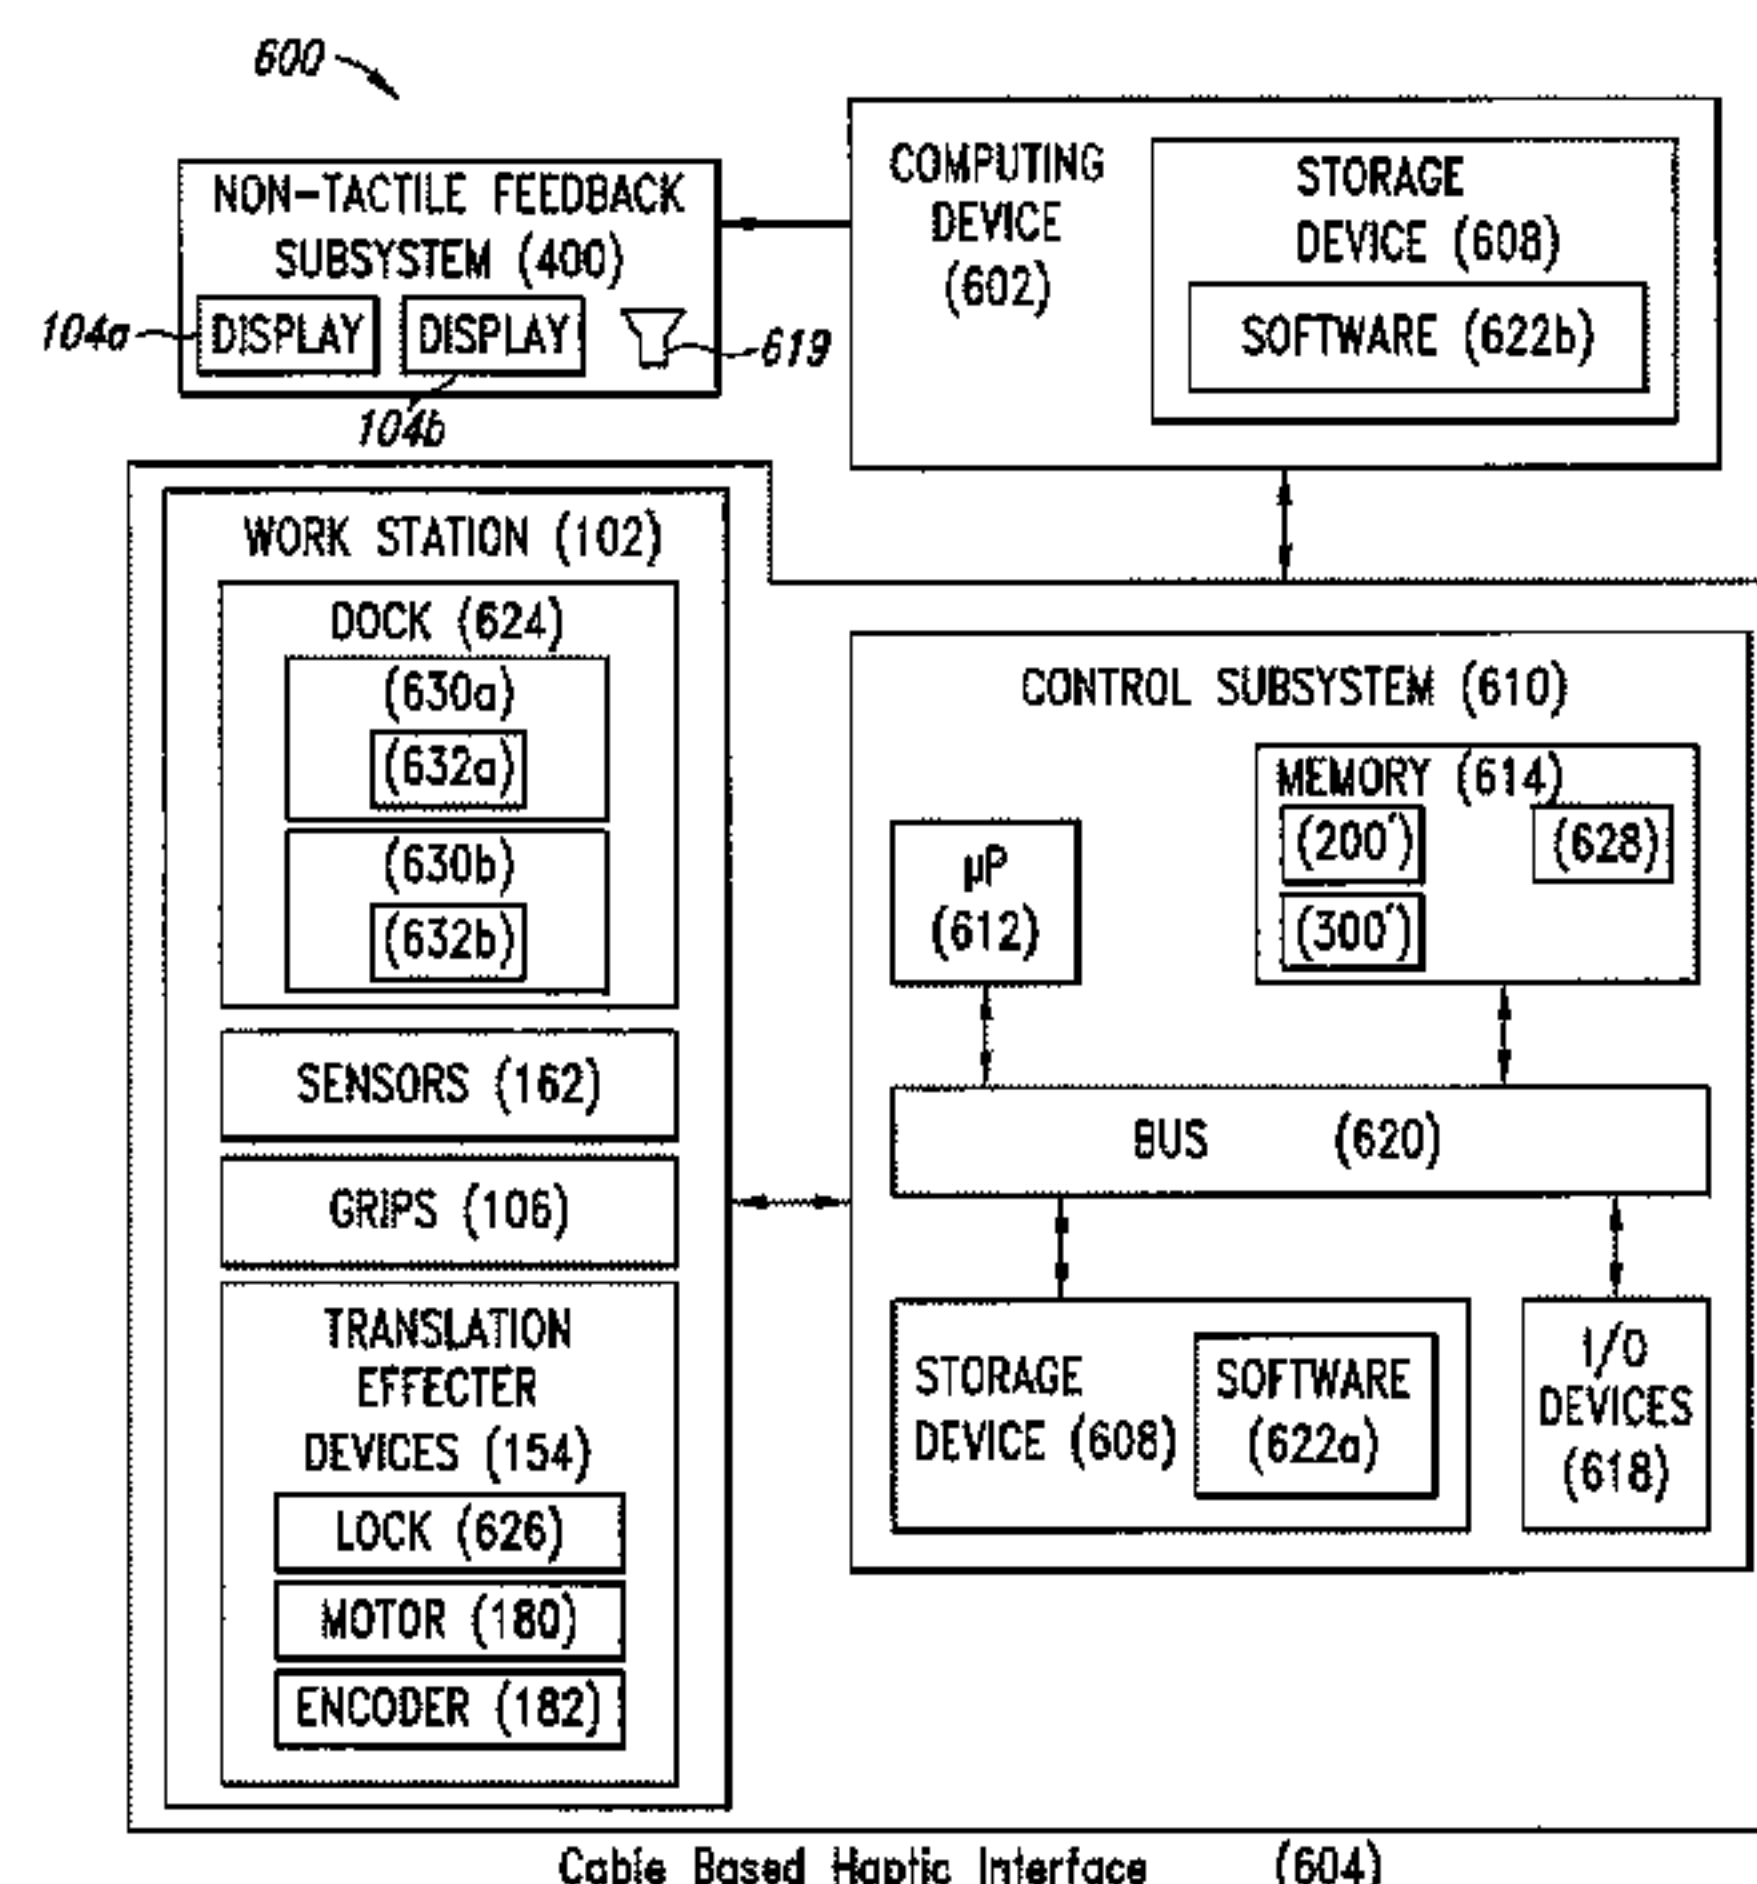 600
NON-TACTILE FEEDBACK
SUBSYSTEM (400)
104a
DISPLAY
DISPLAY
619
104b
COMPUTING
DEVICE
(602)
STORAGE
DEVICE (608)
SOFTWARE (622b)
WORK STATION (102)
DOCK (624)
(630a)
(632a)
(630b)
(632b)
SENSORS (162)
GRIPS (106)
TRANSLATION
EFFECTER
DEVICES (154)
LOCK (626)
MOTOR (180)
ENCODER (182)
CONTROL SUBSYSTEM (610)
µP
(612)
MEMORY (614)
(200')
(628)
(300')
BUS (620)
STORAGE
DEVICE (608)
SOFTWARE
(622a)
I/O
DEVICES
(618)
Cable Based Haptic Interface (604)